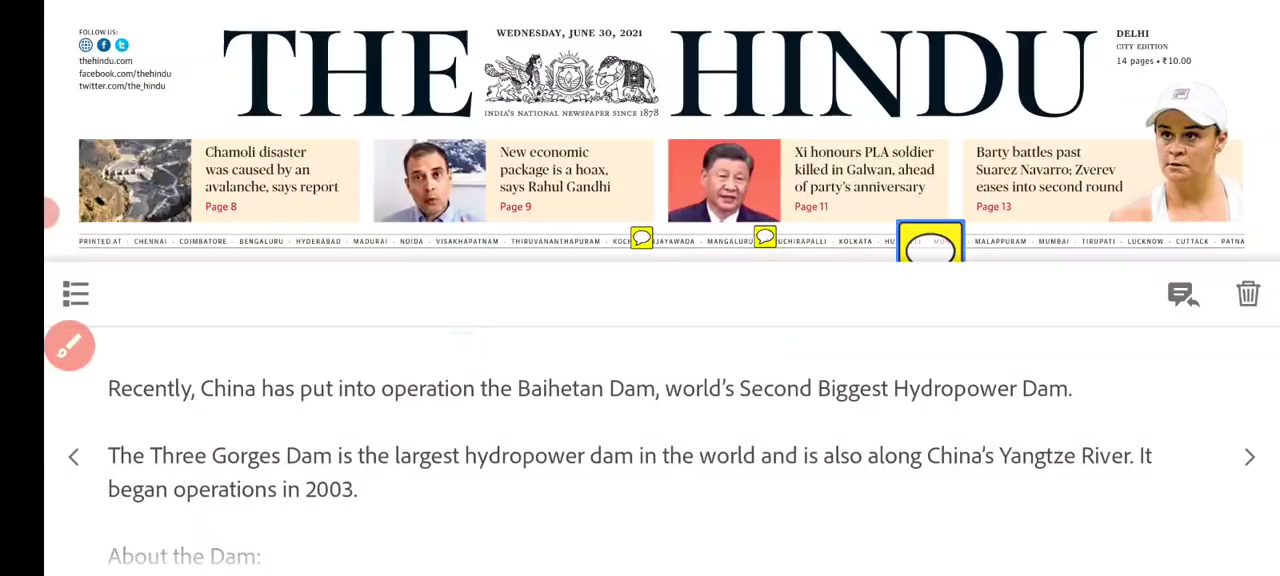 FOLLOW US:
thehindu.com
facebook.com/thehindu
twitter.com/the_hindu
THE HINDU
WEDNESDAY, JUNE 30, 2021
INDIA'S NATIONAL NEWSPAPER SINCE 1878
DELHI
CITY EDITION
14 pages • ₹10.00
Chamoli disaster
was caused by an
avalanche, says report
Page 8
New economic
package is a hoax,
says Rahul Gandhi
Page 9
Xi honours PLA soldier
killed in Galwan, ahead
of party's anniversary
Page 11
Barty battles past
Suarez Navarro; Zverev
eases into second round
Page 13
PRINTED AT · CHENNAI · COIMBATORE · BENGALURU · HYDERABAD · MADURAI · NOIDA · VISAKHAPATNAM · THIRUVANANTHAPURAM · MANGALURU · KOLKATA · MALAPPURAM · MUMBAI · TIRUPATI · LUCKNOW · CUTTACK · PATNA
Recently, China has put into operation the Baihetan Dam, world's Second Biggest Hydropower Dam.
The Three Gorges Dam is the largest hydropower dam in the world and is also along China's Yangtze River. It
began operations in 2003.
About the Dam: